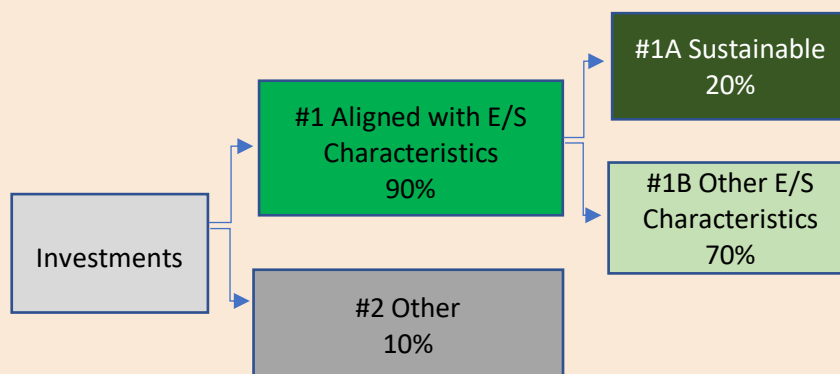 Investments
#1 Aligned with E/S
Characteristics
90%
#2 Other
10%
#1A Sustainable
20%
#1B Other E/S
Characteristics
70%